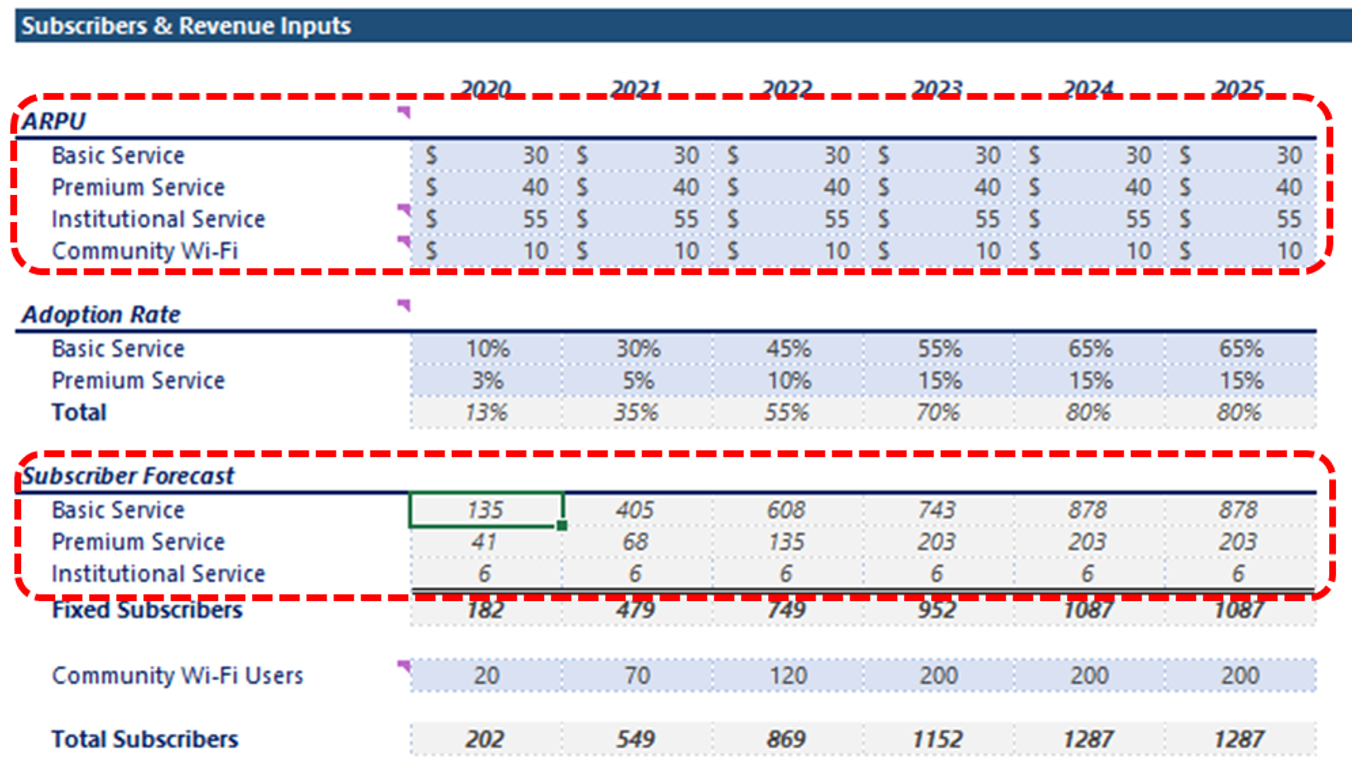 Subscribers & Revenue Inputs
2020 2021 2022 2023 2024 2025
ARPU
Basic Service $ 30 $ 30 $ 30 $ 30 $ 30 $ 30
Premium Service $ 40 $ 40 $ 40 $ 40 $ 40 $ 40
Institutional Service $ 55 $ 55 $ 55 $ 55 $ 55 $ 55
Community Wi-Fi $ 10 $ 10 $ 10 $ 10 $ 10 $ 10
Adoption Rate
Basic Service 10% 30% 45% 55% 65% 65%
Premium Service 3% 5% 10% 15% 15% 15%
Total 13% 35% 55% 70% 80% 80%
Subscriber Forecast
Basic Service 135 405 608 743 878 878
Premium Service 41 68 135 203 203 203
Institutional Service 6 6 6 6 6 6
Fixed Subscribers 182 479 749 952 1087 1087
Community Wi-Fi Users 20 70 120 200 200 200
Total Subscribers 202 549 869 1152 1287 1287